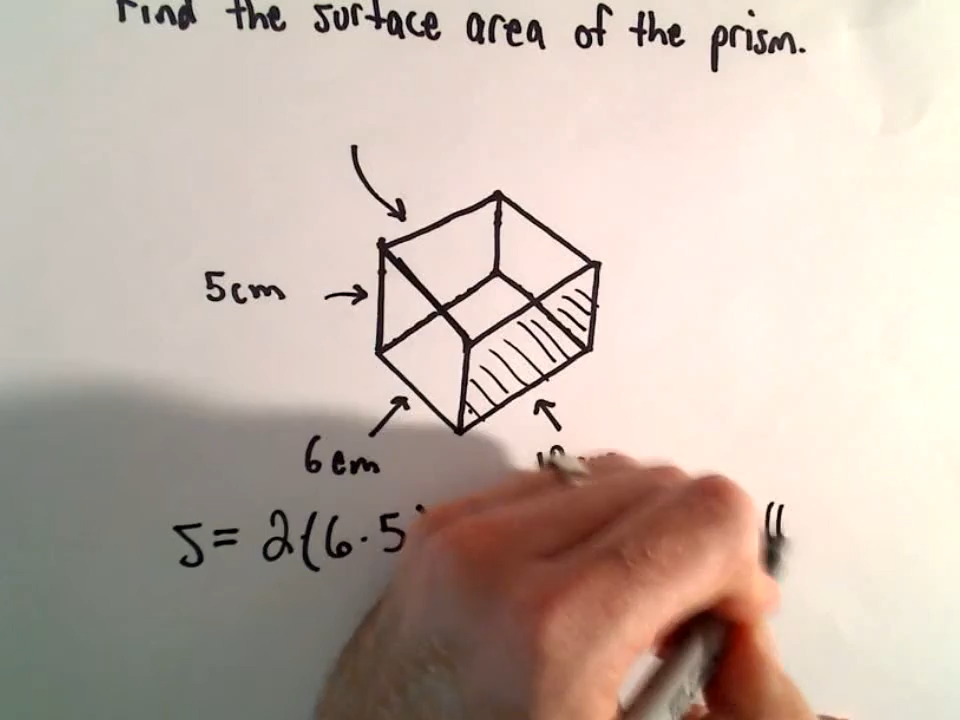 Find the surface area of the prism.
5cm
6cm
S = 2(6·5)